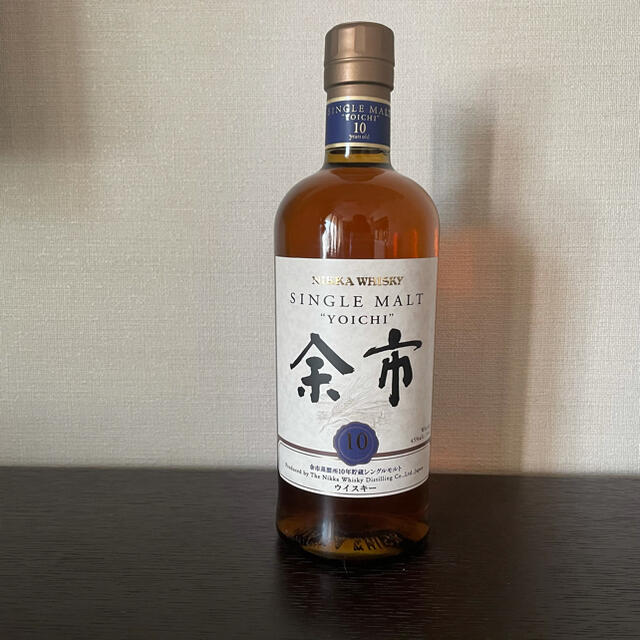 SINGLE MALT
"YOICHI"
10
years old
NIKKA WHISKY
SINGLE MALT
"YOICHI"
余市
10
余市蒸溜所10年貯蔵シングルモルト
Produced by The Nikka Whisky Distilling Co., Ltd. Japan
ウイスキー